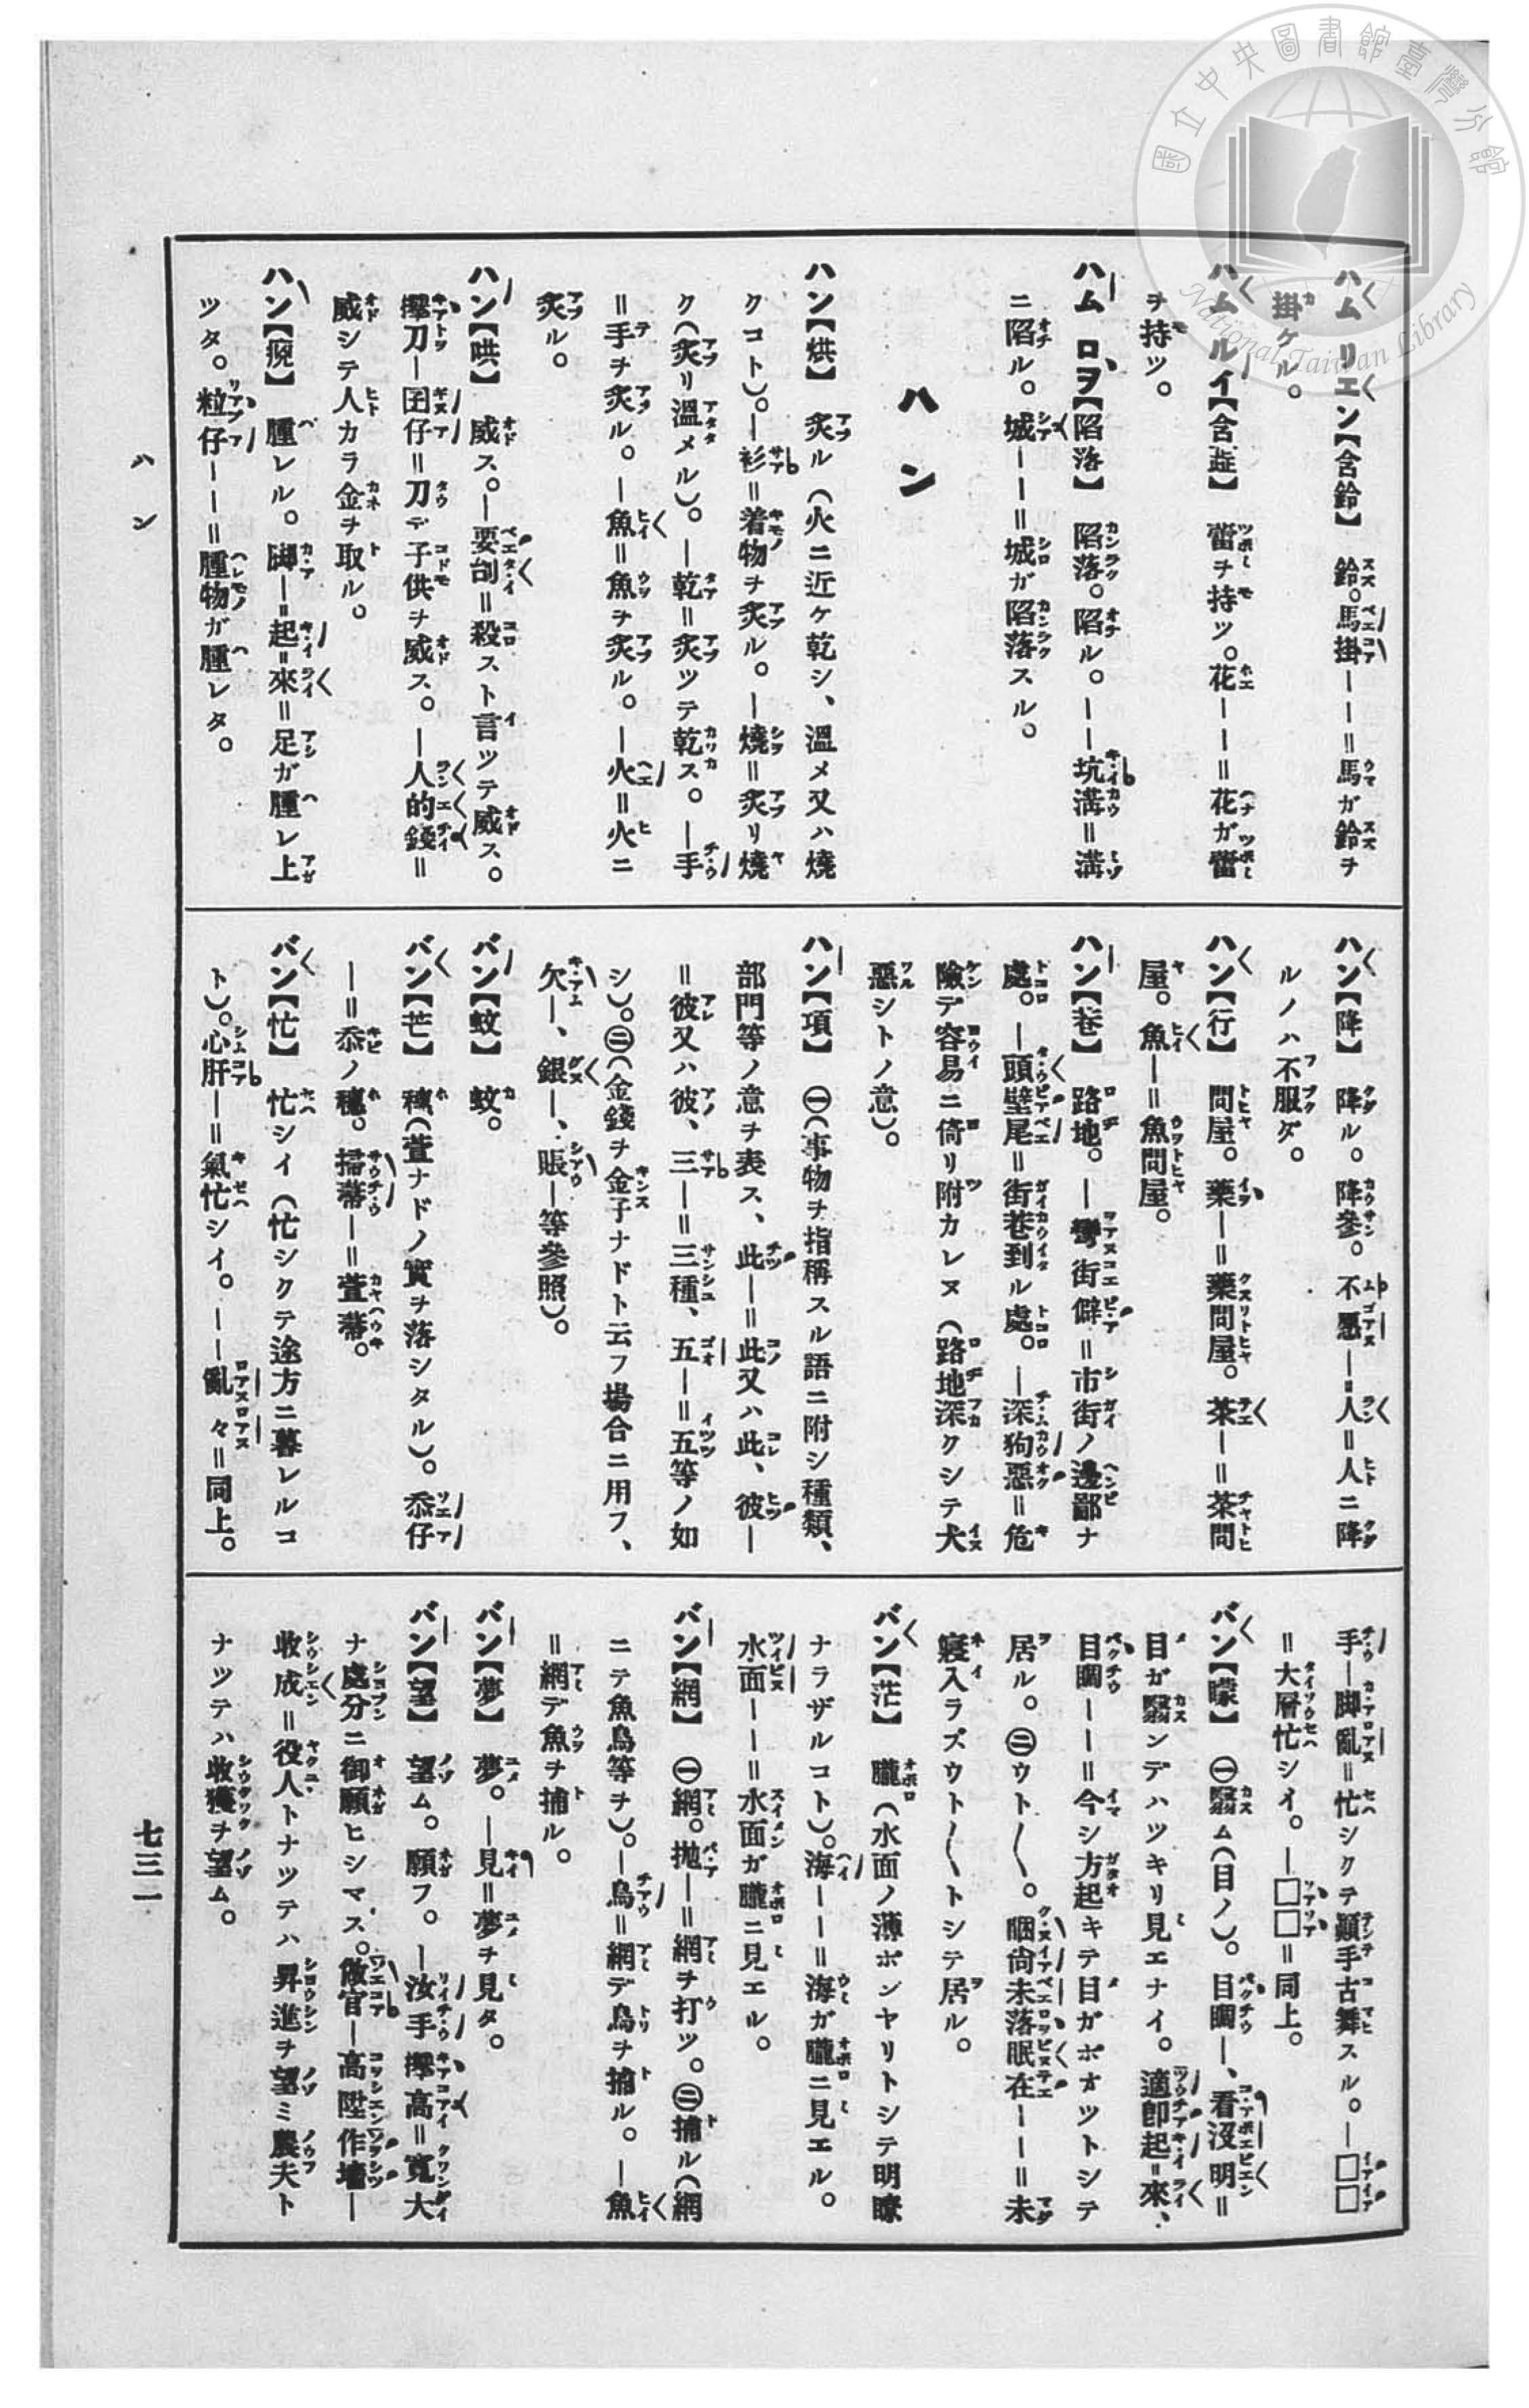 ハム リエン【含鈴】 鈴。馬掛ーー＝馬ガ鈴ヲ
掛ケル。
ハム ルイ【含蕋】 蕾ヲ持ツ。花ーー＝花ガ蕾
ヲ持ツ。
ハム ロヲ【陷落】 陷落。陷ル。ーー坑溝＝溝
ニ陷ル。城ーー＝城ガ陷落スル。
ハン
ハン【烘】 炙ル（火ニ近ケ乾シ、溫メ又ハ燒
クコト）。ー衫＝着物ヲ炙ル。ー燒＝炙リ燒
ク（炙リ溫メル）。ー乾＝炙ツテ乾ス。ー手
＝手ヲ炙ル。ー魚＝魚ヲ炙ル。ー火＝火ニ
炙ル。
ハン【哄】 威ス。ー要刣＝殺スト言ツテ威ス。
攑刀ー囝仔＝刀デ子供ヲ威ス。ー人的錢＝
威シテ人カラ金ヲ取ル。
ハン 腫レル。脚ー＝起＝來＝足ガ腫レ上
ツタ。粒仔ーー＝腫物ガ腫レタ。
ハン【降】 降ル。降參。不愿ー＝人＝人ニ降
ルノハ不服ダ。
ハン【行】 問屋。藥ー＝藥問屋。茶ー＝茶問
屋。魚ー＝魚問屋。
ハン【巷】 路地。ー彎街僻＝市街ノ邊鄙ナ
處。ー頭壁尾＝街巷到ル處。ー深狗惡＝危
險デ容易ニ倚リ附カレヌ（路地深クシテ犬
惡シトノ意）。
ハン【項】 ㊀（事物ヲ指稱スル語ニ附シ種類、
部門等ノ意ヲ表ス、此ー＝此又ハ此、彼ー
＝彼又ハ彼、三ー＝三種、五ー＝五等ノ如
シ）。㊁（金錢ヲ金子ナドト云フ場合ニ用フ、
欠ー、銀ー、賬ー等參照）。
バン【蚊】 蚊。
バン【芒】 穗（萱ナドノ實ヲ落シタル）。黍仔
ー＝黍ノ穗。掃帚ー＝萱帚。
バン【忙】 忙シイ（忙シクテ途方ニ暮レルコ
ト）。心肝ー＝氣忙シイ。ーー亂々＝同上。
手ー脚亂＝忙シクテ顚手古舞スル。ー□□
＝大層忙シイ。ー□□＝同上。
バン【矇】 ㊀翳ム（目ノ）。目睭ー、看沒明＝
目ガ翳ンデハツキリ見エナイ。適卽起＝來、
目睭ーー＝今シ方起キテ目ガボオツトシテ
居ル。㊁ウト〱。𥇍尙未落眠在ーー＝未
寢入ラズウト〱トシテ居ル。
バン【茫】 朧（水面ノ薄ボンヤリトシテ明瞭
ナラザルコト）。海ーー＝海ガ朧ニ見エル。
水面ーー＝水面ガ朧ニ見エル。
バン【網】 ㊀網。拋ー＝網ヲ打ツ。㊁捕ル（網
ニテ魚鳥等ヲ）。ー鳥＝網デ鳥ヲ捕ル。ー魚
＝網デ魚ヲ捕ル。
バン【夢】 夢。ー見＝夢ヲ見タ。
バン【望】 望ム。願フ。ー汝手攑高＝寬大
ナ處分ニ御願ヒシマス。做官ー高陞作穡ー
收成＝役人トナツテハ昇進ヲ望ミ農夫ト
ナツテハ收穫ヲ望ム。
ハン
七三一
國立中央圖書館臺灣分館
National Taiwan Library